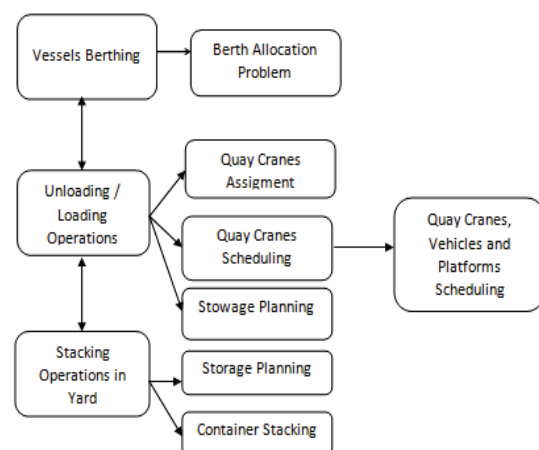 Vessels Berthing
Berth Allocation
Problem
Unloading /
Loading
Operations
Quay Cranes
Assigment
Quay Cranes
Scheduling
Quay Cranes,
Vehicles and
Platforms
Scheduling
Stowage Planning
Stacking
Operations in
Yard
Storage Planning
Container Stacking